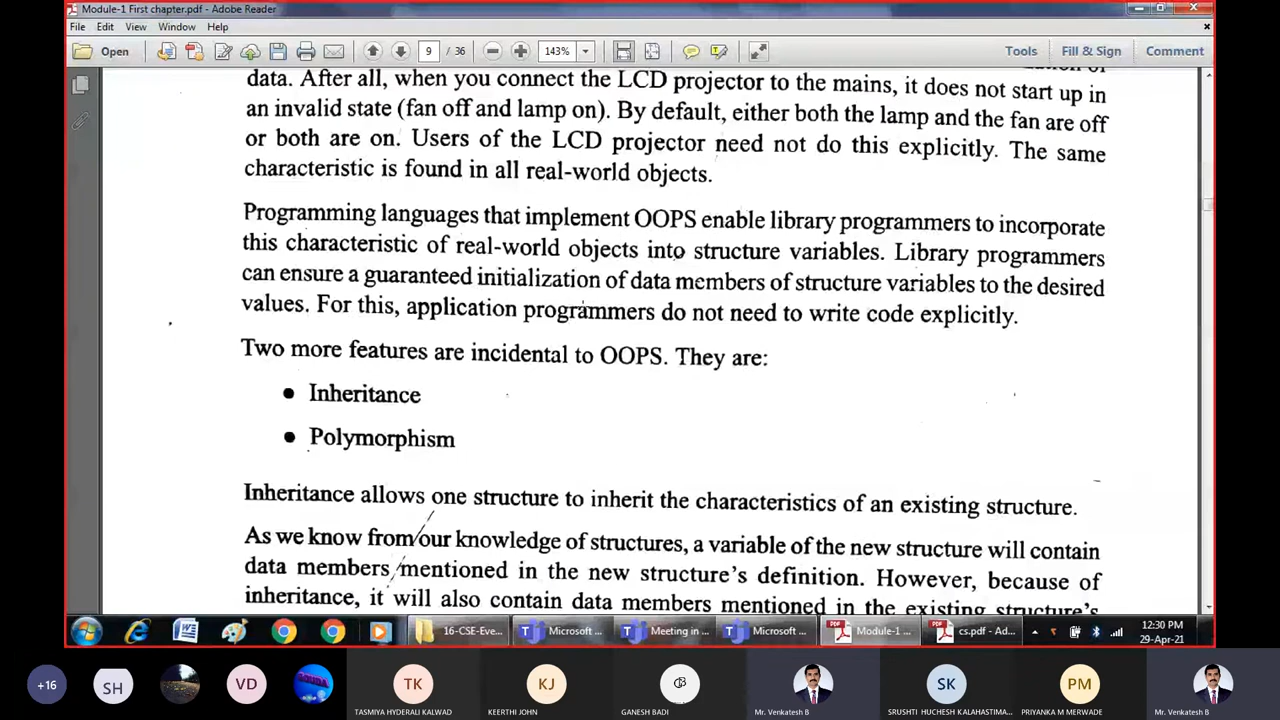 Module-1 First chapter.pdf - Adobe Reader
File Edit View Window Help
Open 9 / 36 143% Tools Fill & Sign Comment
data. After all, when you connect the LCD projector to the mains, it does not start up in
an invalid state (fan off and lamp on). By default, either both the lamp and the fan are off
or both are on. Users of the LCD projector need not do this explicitly. The same
characteristic is found in all real-world objects.
Programming languages that implement OOPS enable library programmers to incorporate
this characteristic of real-world objects into structure variables. Library programmers
can ensure a guaranteed initialization of data members of structure variables to the desired
values. For this, application programmers do not need to write code explicitly.
Two more features are incidental to OOPS. They are:
● Inheritance
● Polymorphism
Inheritance allows one structure to inherit the characteristics of an existing structure.
As we know from our knowledge of structures, a variable of the new structure will contain
data members mentioned in the new structure's definition. However, because of
inheritance, it will also contain data members mentioned in the existing structure's
16-CSE-Eve... Microsoft ... Meeting in ... Microsoft ... Module-1 ... cs.pdf - Ad... 12:30 PM
29-Apr-21
+16 SH VD TK KJ GB SK PM
TASMIYA HYDERALI KALWAD KEERTHI JOHN GANESH BADI Mr. Venkatesh B SRUSHTI HUCHESH KALAHASTIMA... PRIYANKA M MERWADE Mr. Venkatesh B